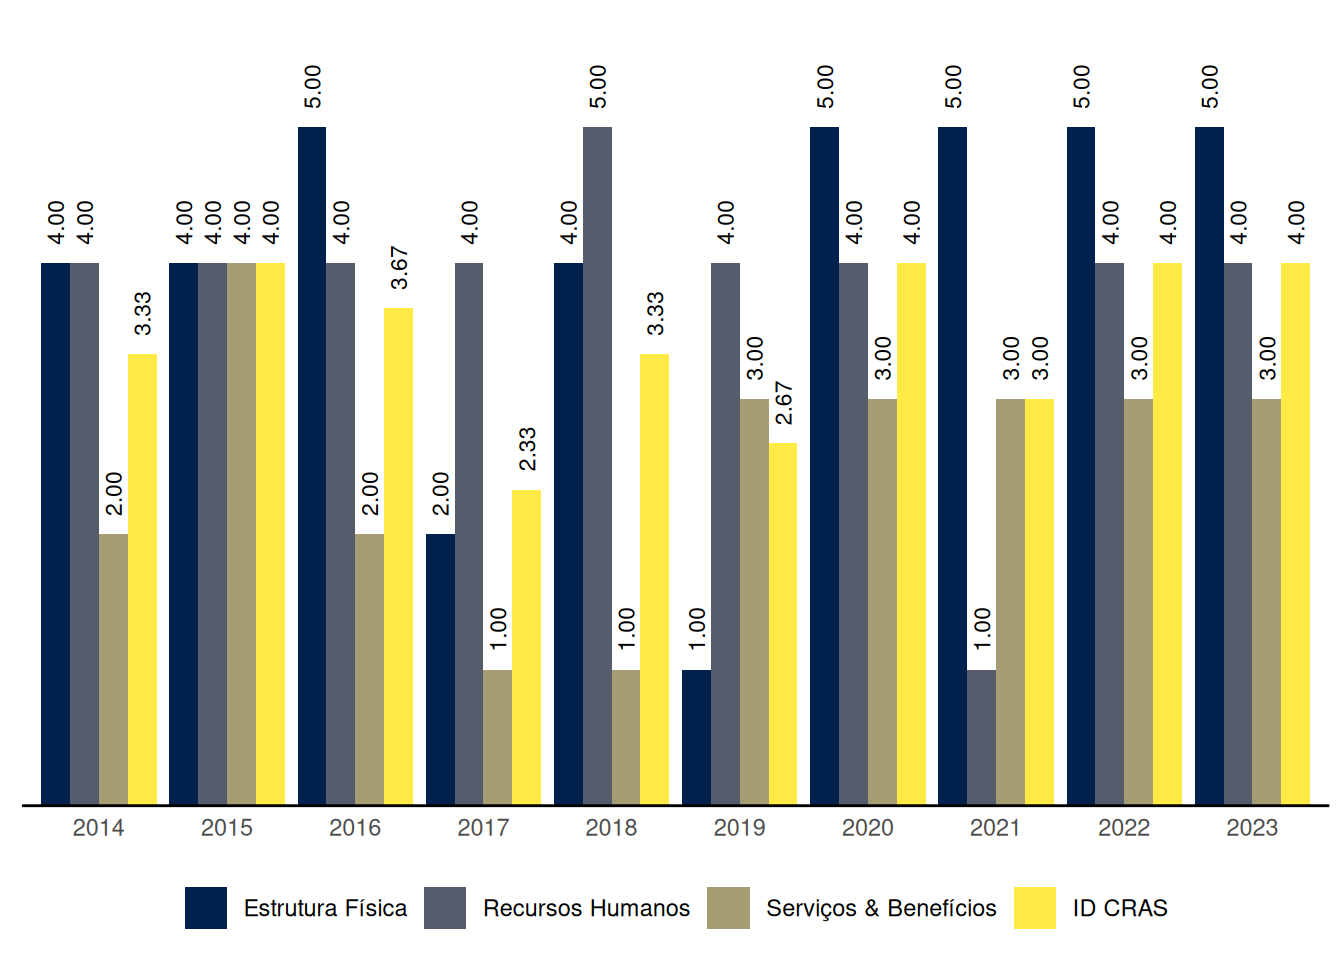 4.00 4.00 2.00 3.33
4.00 4.00 4.00 4.00
5.00 4.00 2.00 3.67
2.00 4.00 1.00 2.33
4.00 5.00 1.00 3.33
1.00 4.00 3.00 2.67
5.00 4.00 3.00 4.00
5.00 1.00 3.00 3.00
5.00 4.00 3.00 4.00
5.00 4.00 3.00 4.00
2014 2015 2016 2017 2018 2019 2020 2021 2022 2023
Estrutura Física Recursos Humanos Serviços & Benefícios ID CRAS